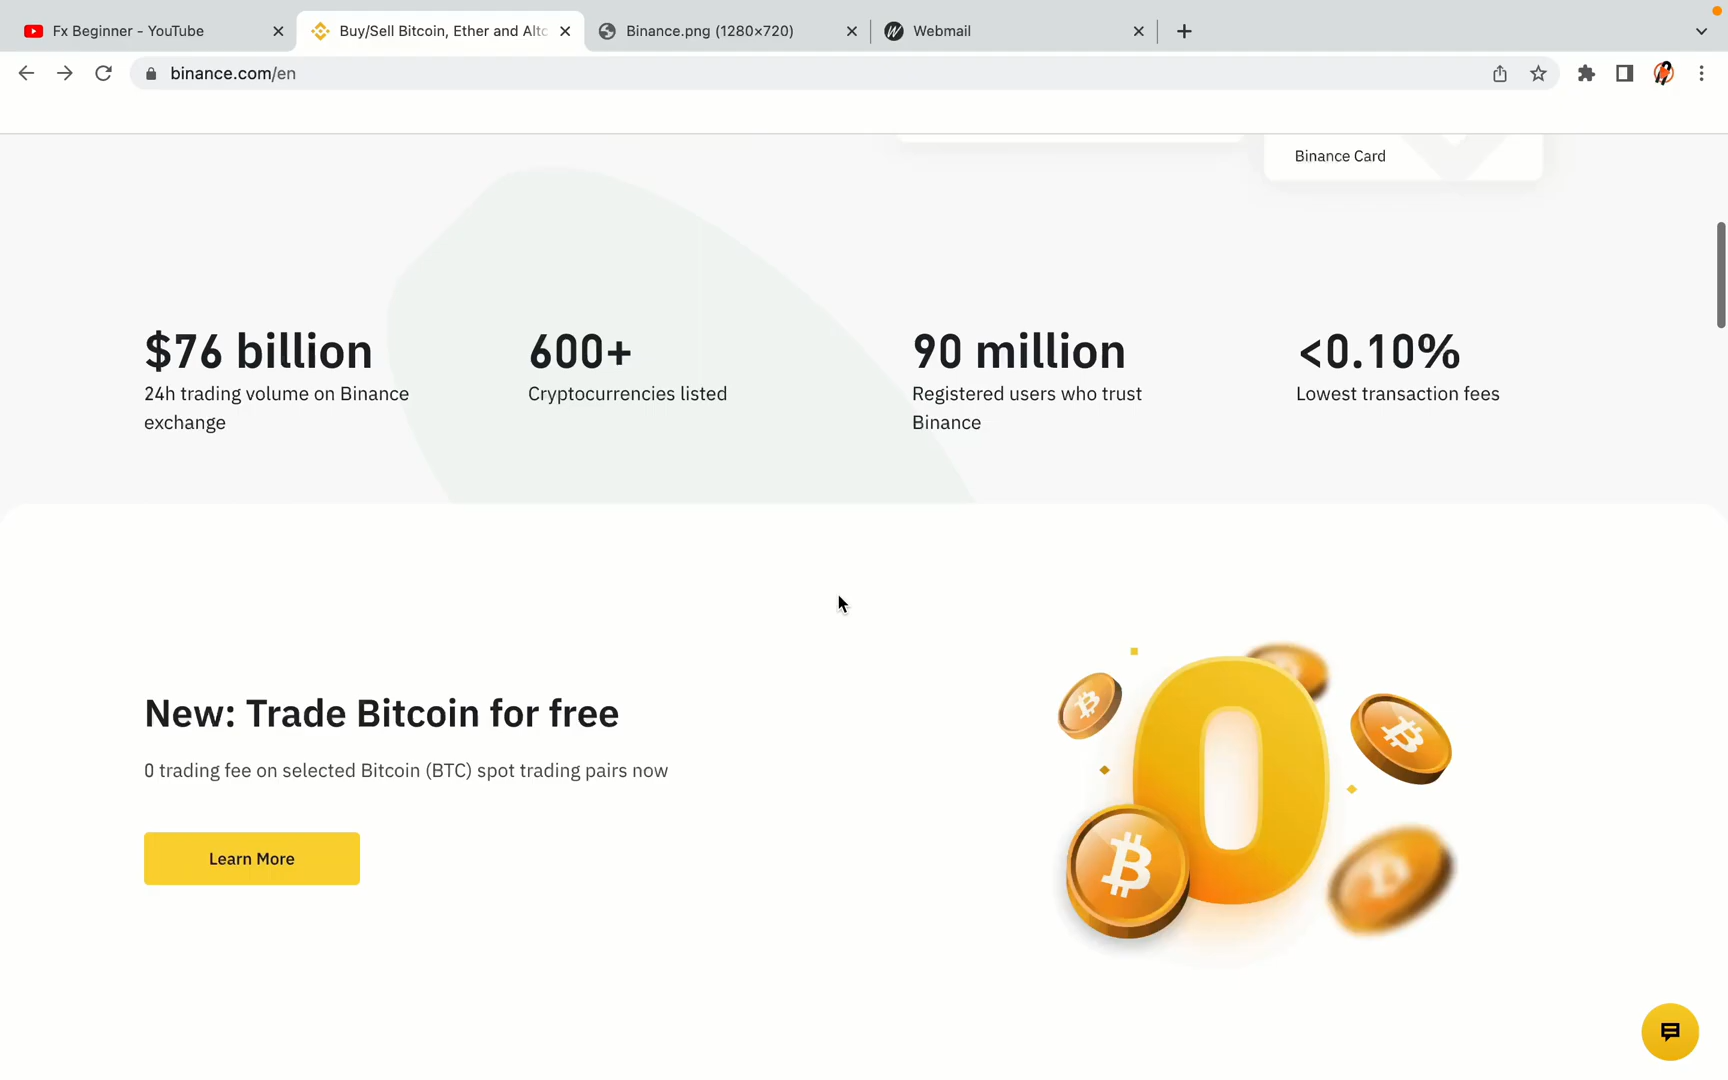 Fx Beginner - YouTube
Buy/Sell Bitcoin, Ether and Altc
Binance.png (1280×720)
Webmail
binance.com/en
Binance Card
$76 billion
24h trading volume on Binance
exchange
600+
Cryptocurrencies listed
90 million
Registered users who trust
Binance
<0.10%
Lowest transaction fees
New: Trade Bitcoin for free
0 trading fee on selected Bitcoin (BTC) spot trading pairs now
Learn More
0